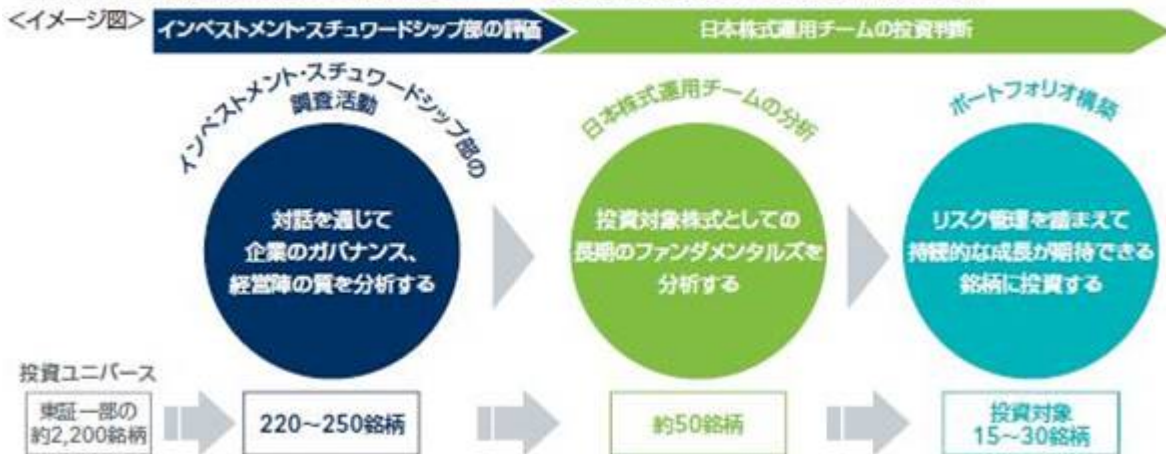 <イメージ図>
インベストメント・スチュワードシップ部の評価
日本株式運用チームの投資判断
インベストメント・スチュワードシップ部の
調査活動
対話を通じて
企業のガバナンス、
経営陣の質を分析する
日本株式運用チームの分析
投資対象株式としての
長期のファンダメンタルズを
分析する
ポートフォリオ構築
リスク管理を踏まえて
持続的な成長が期待できる
銘柄に投資する
投資ユニバース
東証一部の
約2,200銘柄
220~250銘柄
約50銘柄
投資対象
15~30銘柄